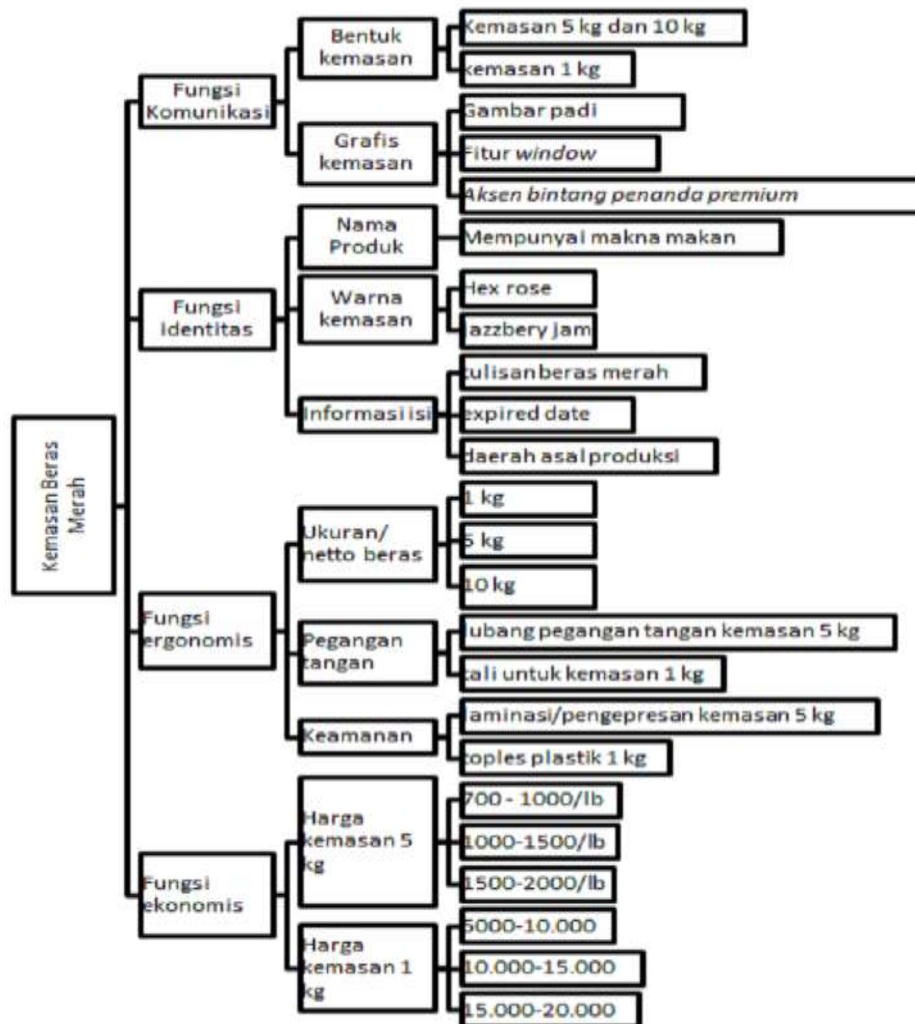 Kemasan Beras
Merah
Fungsi
Komunikasi
Bentuk
kemasan
Kemasan 5 kg dan 10 kg
kemasan 1 kg
Grafis
kemasan
Gambar padi
Fitur window
Aksen bintang penanda premium
Fungsi
identitas
Nama
Produk
Mempunyai makna makan
Warna
kemasan
Hex rose
jazzbery jam
Informasi isi
tulisan beras merah
expired date
daerah asal produksi
Fungsi
ergonomis
Ukuran/
netto beras
1 kg
5 kg
10 kg
Pegangan
tangan
lubang pegangan tangan kemasan 5 kg
tali untuk kemasan 1 kg
Keamanan
laminasi/pengepresan kemasan 5 kg
toples plastik 1 kg
Fungsi
ekonomis
Harga
kemasan 5
kg
700 - 1000/lb
1000-1500/lb
1500-2000/lb
Harga
kemasan 1
kg
5000-10.000
10.000-15.000
15.000-20.000